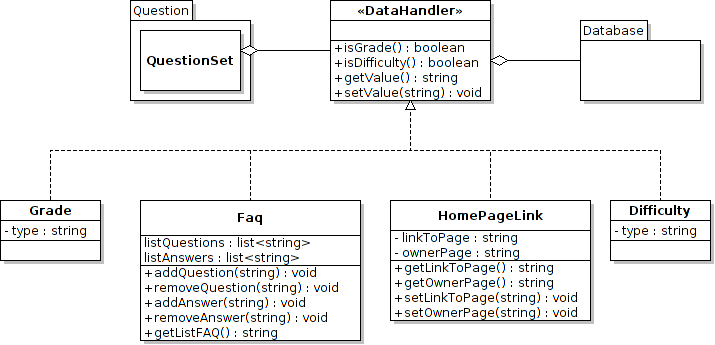 Question
QuestionSet
«DataHandler»
+isGrade() : boolean
+isDifficulty() : boolean
+getValue() : string
+setValue(string) : void
Database
Grade
- type : string
Faq
listQuestions : list<string>
listAnswers : list<string>
+addQuestion(string) : void
+removeQuestion(string) : void
+addAnswer(string) : void
+removeAnswer(string) : void
+getListFAQ() : string
HomePageLink
- linkToPage : string
- ownerPage : string
+getLinkToPage() : string
+getOwnerPage() : string
+setLinkToPage(string) : void
+setOwnerPage(string) : void
Difficulty
- type : string